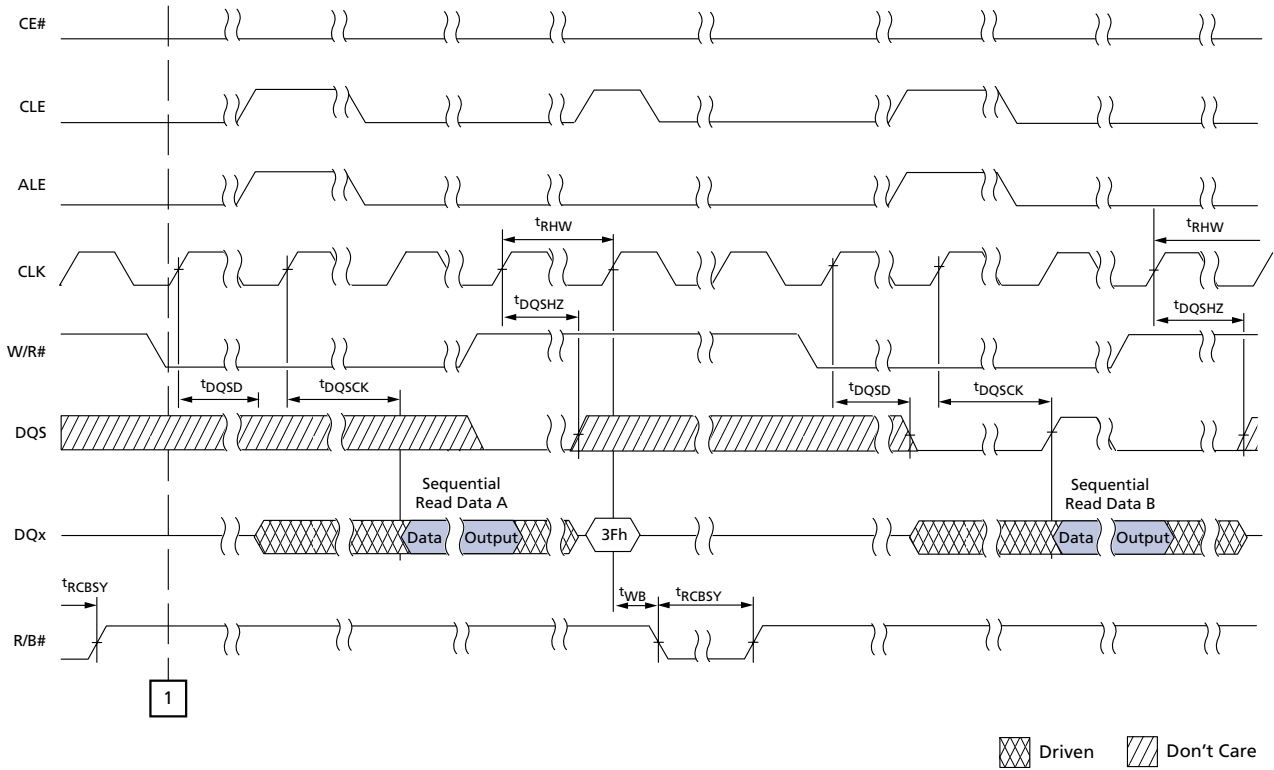 CE#
CLE
ALE
tRHW
tRHW
CLK
tDQSHZ
tDQSHZ
W/R#
tDQSD
tDQSCK
tDQSD
tDQSCK
DQS
Sequential
Read Data A
Sequential
Read Data B
DQx
Data
Output
3Fh
Data
Output
tRCBSY
tWB
tRCBSY
R/B#
1
Driven
Don't Care